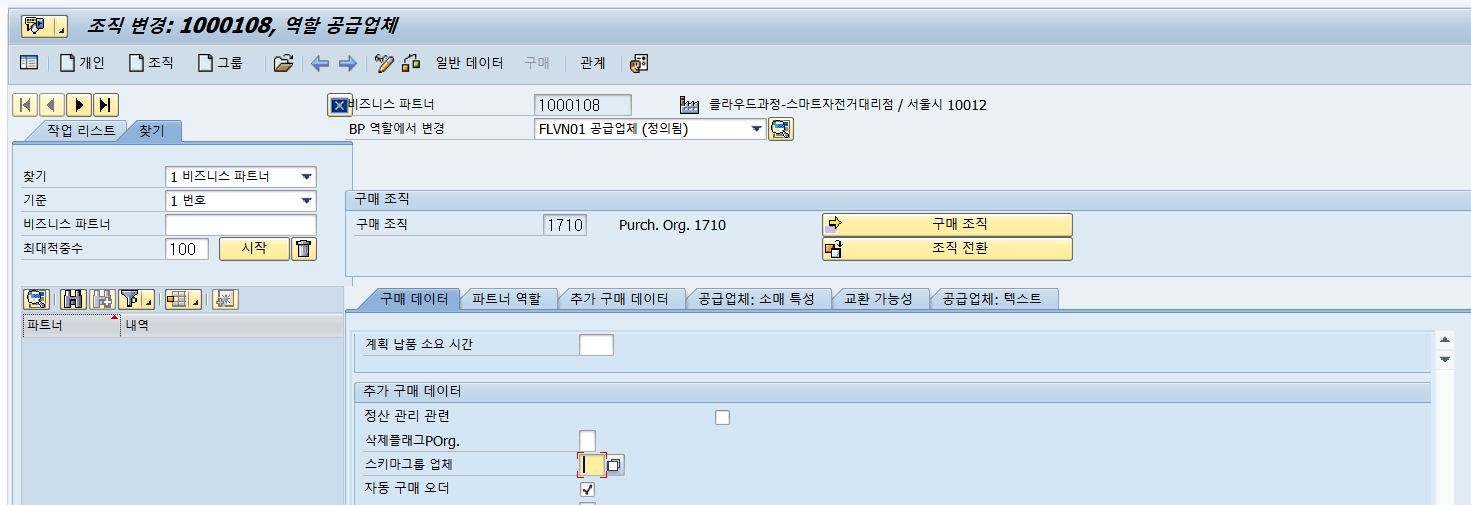 조직 변경: 1000108, 역할 공급업체
개인 조직 그룹 일반 데이터 구매 관계
비즈니스 파트너 1000108 클라우드과정-스마트자전거대리점 / 서울시 10012
작업 리스트 찾기
BP 역할에서 변경 FLVN01 공급업체 (정의됨)
찾기 1 비즈니스 파트너
기준 1 번호
비즈니스 파트너
최대적중수 100 시작
구매 조직
구매 조직 1710 Purch. Org. 1710 구매 조직
조직 전환
파트너 내역
구매 데이터 파트너 역할 추가 구매 데이터 공급업체: 소매 특성 교환 가능성 공급업체: 텍스트
계획 납품 소요 시간
추가 구매 데이터
정산 관리 관련
삭제플래그POrg.
스키마그룹 업체
자동 구매 오더